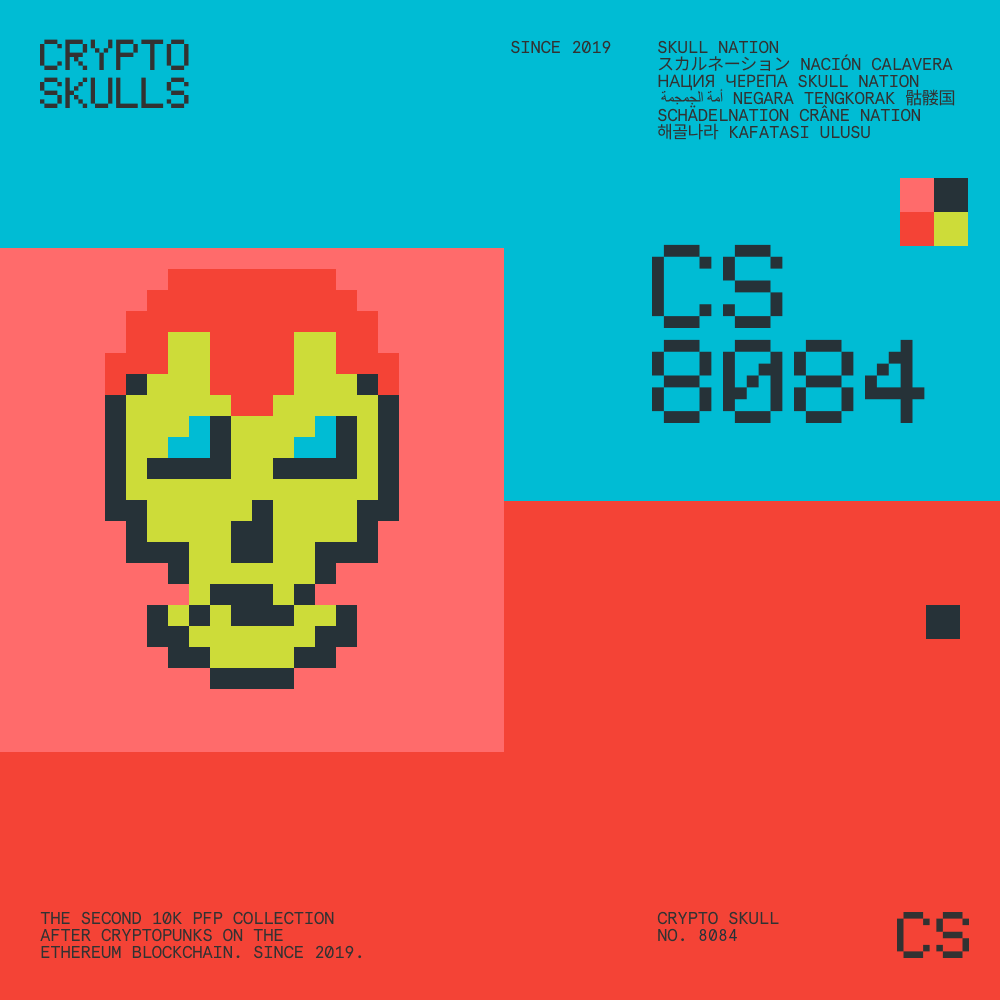 CRYPTO
SKULLS
SINCE 2019
SKULL NATION
スカルネーション NACIÓN CALAVERA
НАЦИЯ ЧЕРЕПА SKULL NATION
أمة الجمجمة NEGARA TENGKORAK 骷髅国
SCHÄDELNATION CRÂNE NATION
해골나라 KAFATASI ULUSU
CS
8084
THE SECOND 10K PFP COLLECTION
AFTER CRYPTOPUNKS ON THE
ETHEREUM BLOCKCHAIN. SINCE 2019.
CRYPTO SKULL
NO. 8084
CS